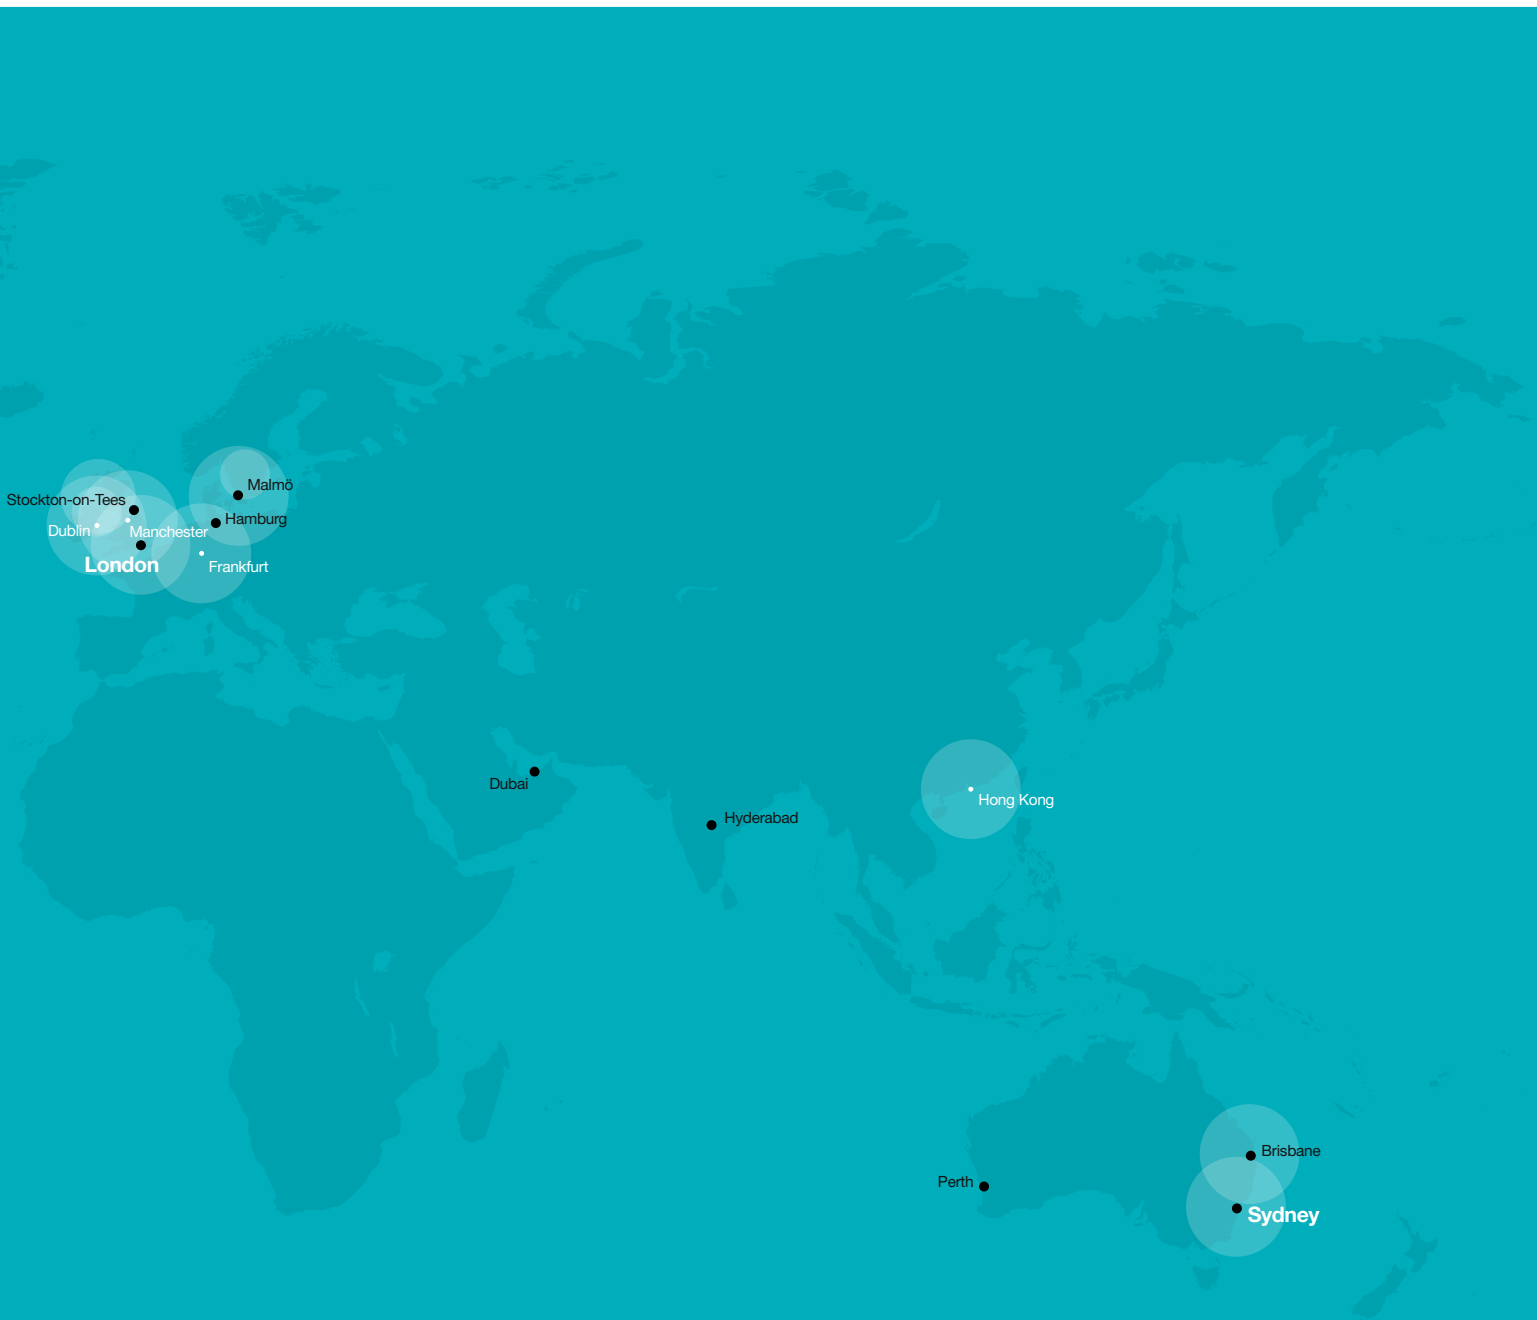 Malmö
Stockton-on-Tees
Hamburg
Dublin
Manchester
London
Frankfurt
Dubai
Hong Kong
Hyderabad
Brisbane
Perth
Sydney